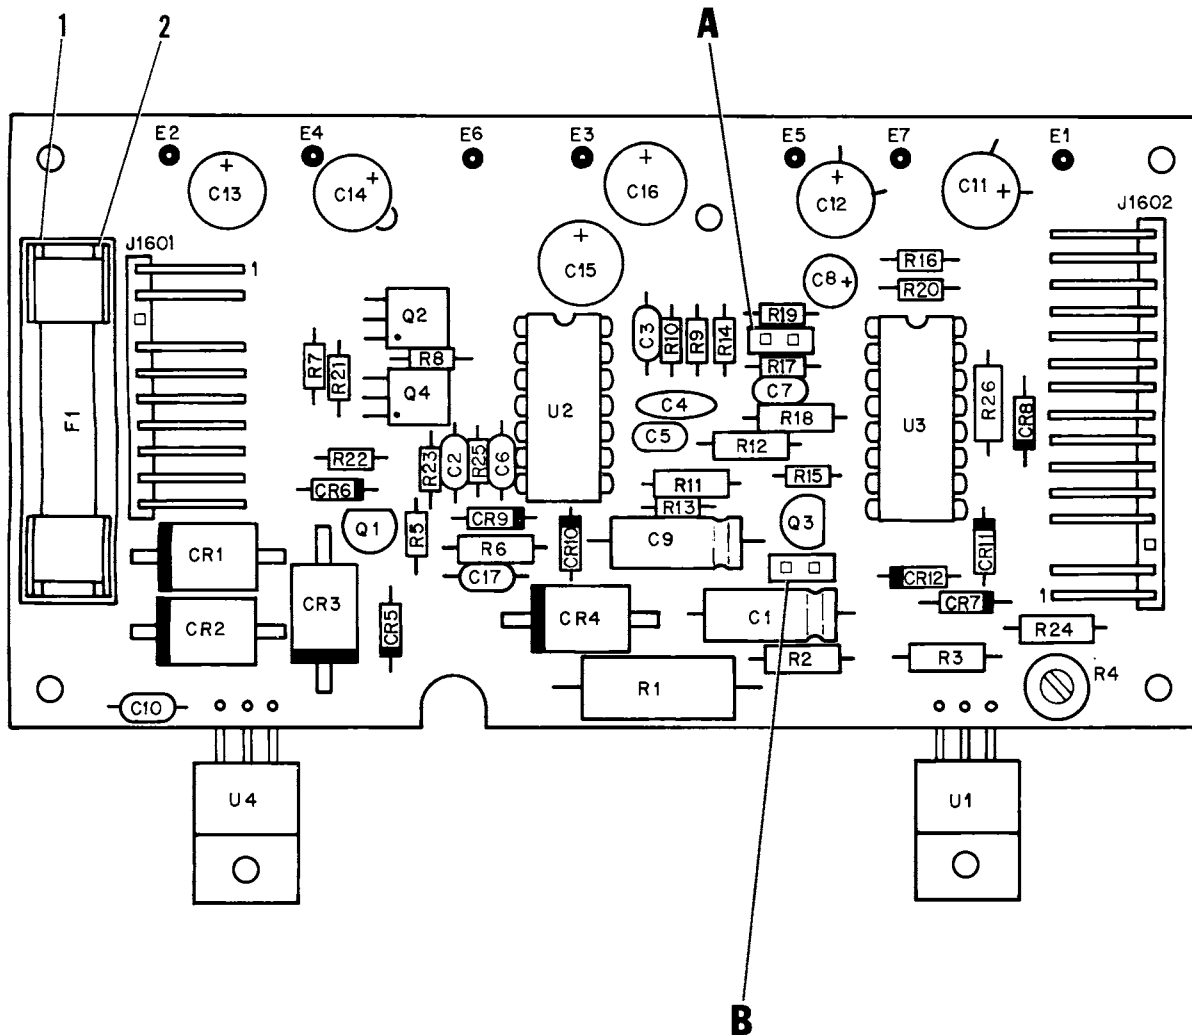 1 2 A
E2 E4 E6 E3 E5 E7 E1
C13 C14 C16 C12 C11
J1601 J1602
1
C15 C8 R16
R20
Q2 C3 R10 R9 R14 R19
R7 R21 R8 R17
Q4 C4 C7
F1 U2 R18 U3 R26 CR8
C5 R12
R22 R23 C2 R25 C6
CR6 R11 R15
Q1 R5 CR9 R13 Q3
CR1 R6 CR10 C9 CR11
C17 CR12
CR3 CR7 1
CR2 CR5 CR4 C1 R24
R2 R3 R4
R1
C10
U4 U1
B